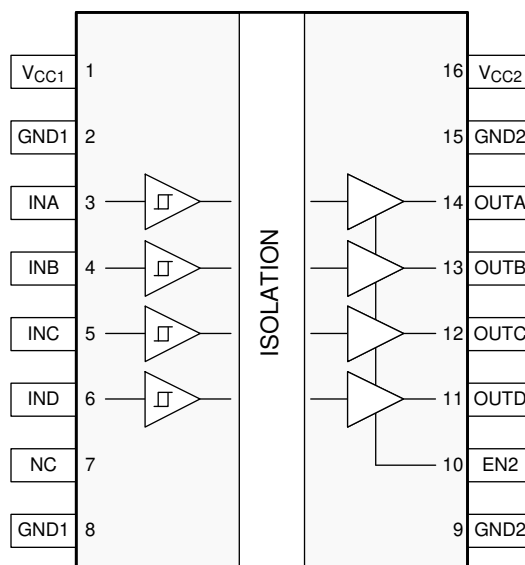 VCC1 1 16 VCC2
GND1 2 15 GND2
INA 3 14 OUTA
INB 4 13 OUTB
ISOLATION
INC 5 12 OUTC
IND 6 11 OUTD
NC 7 10 EN2
GND1 8 9 GND2